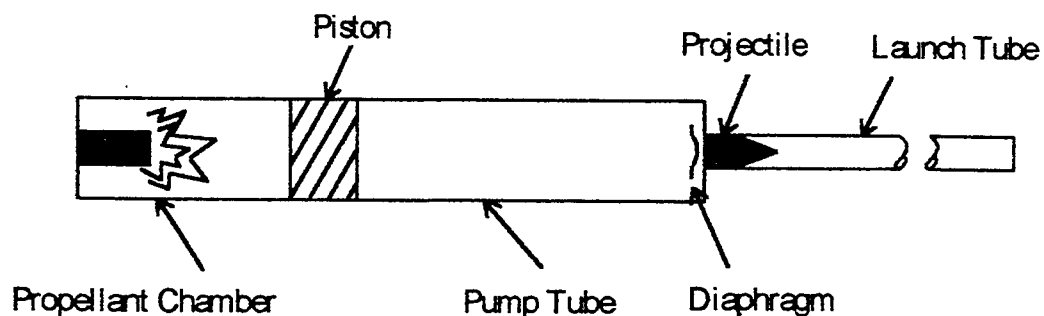 Piston
Projectile
Launch Tube
Propellant Chamber
Pump Tube
Diaphragm